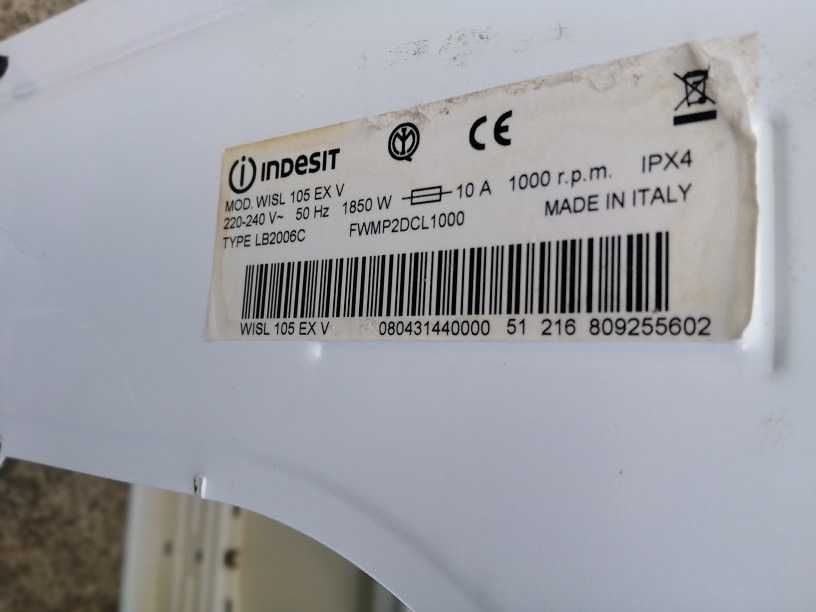 INDESIT
CE
MOD. WISL 105 EX V
220-240 V~ 50 Hz 1850 W 10 A 1000 r.p.m. IPX4
TYPE LB2006C FWMP2DCL1000 MADE IN ITALY
WISL 105 EX V 080431440000 51 216 809255602